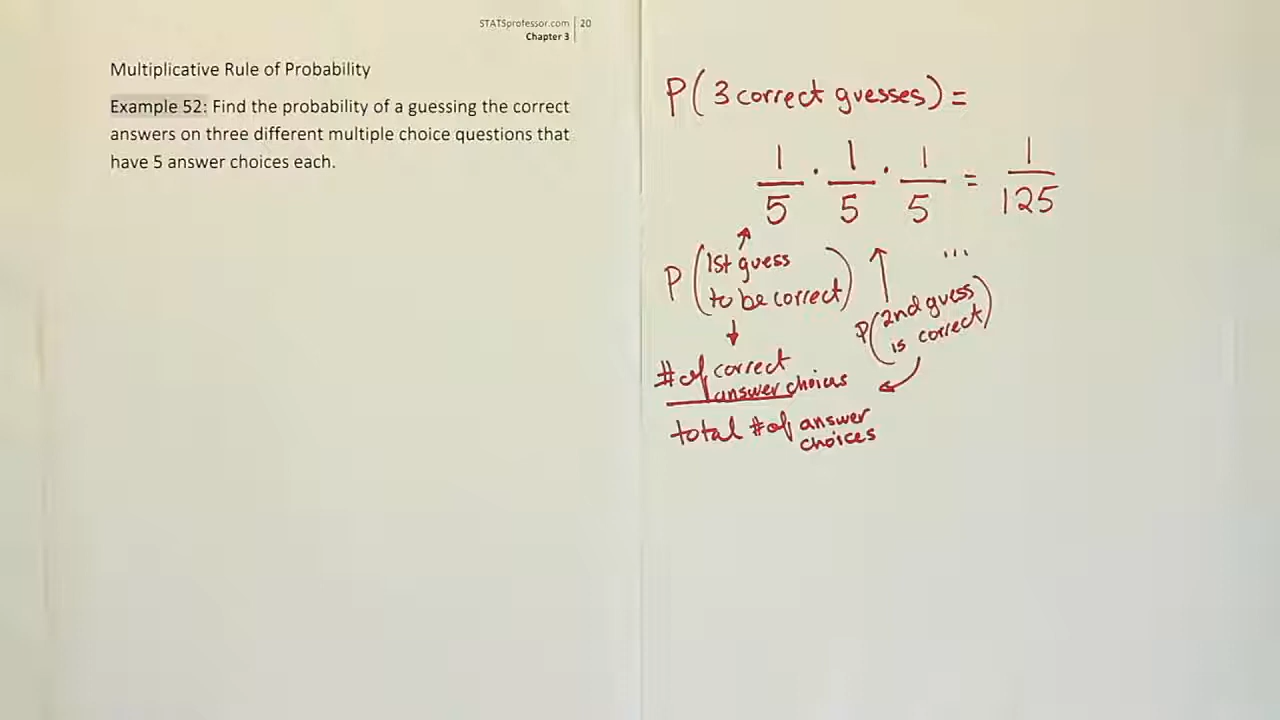 STATSprofessor.com | 20
Chapter 3
Multiplicative Rule of Probability
Example 52: Find the probability of a guessing the correct
answers on three different multiple choice questions that
have 5 answer choices each.
P(3 correct guesses) =
1/5 · 1/5 · 1/5 = 1/125
P(1st guess
to be correct)
...
P(2nd guess
is correct)
# of correct
answer choices
total # of answer
choices